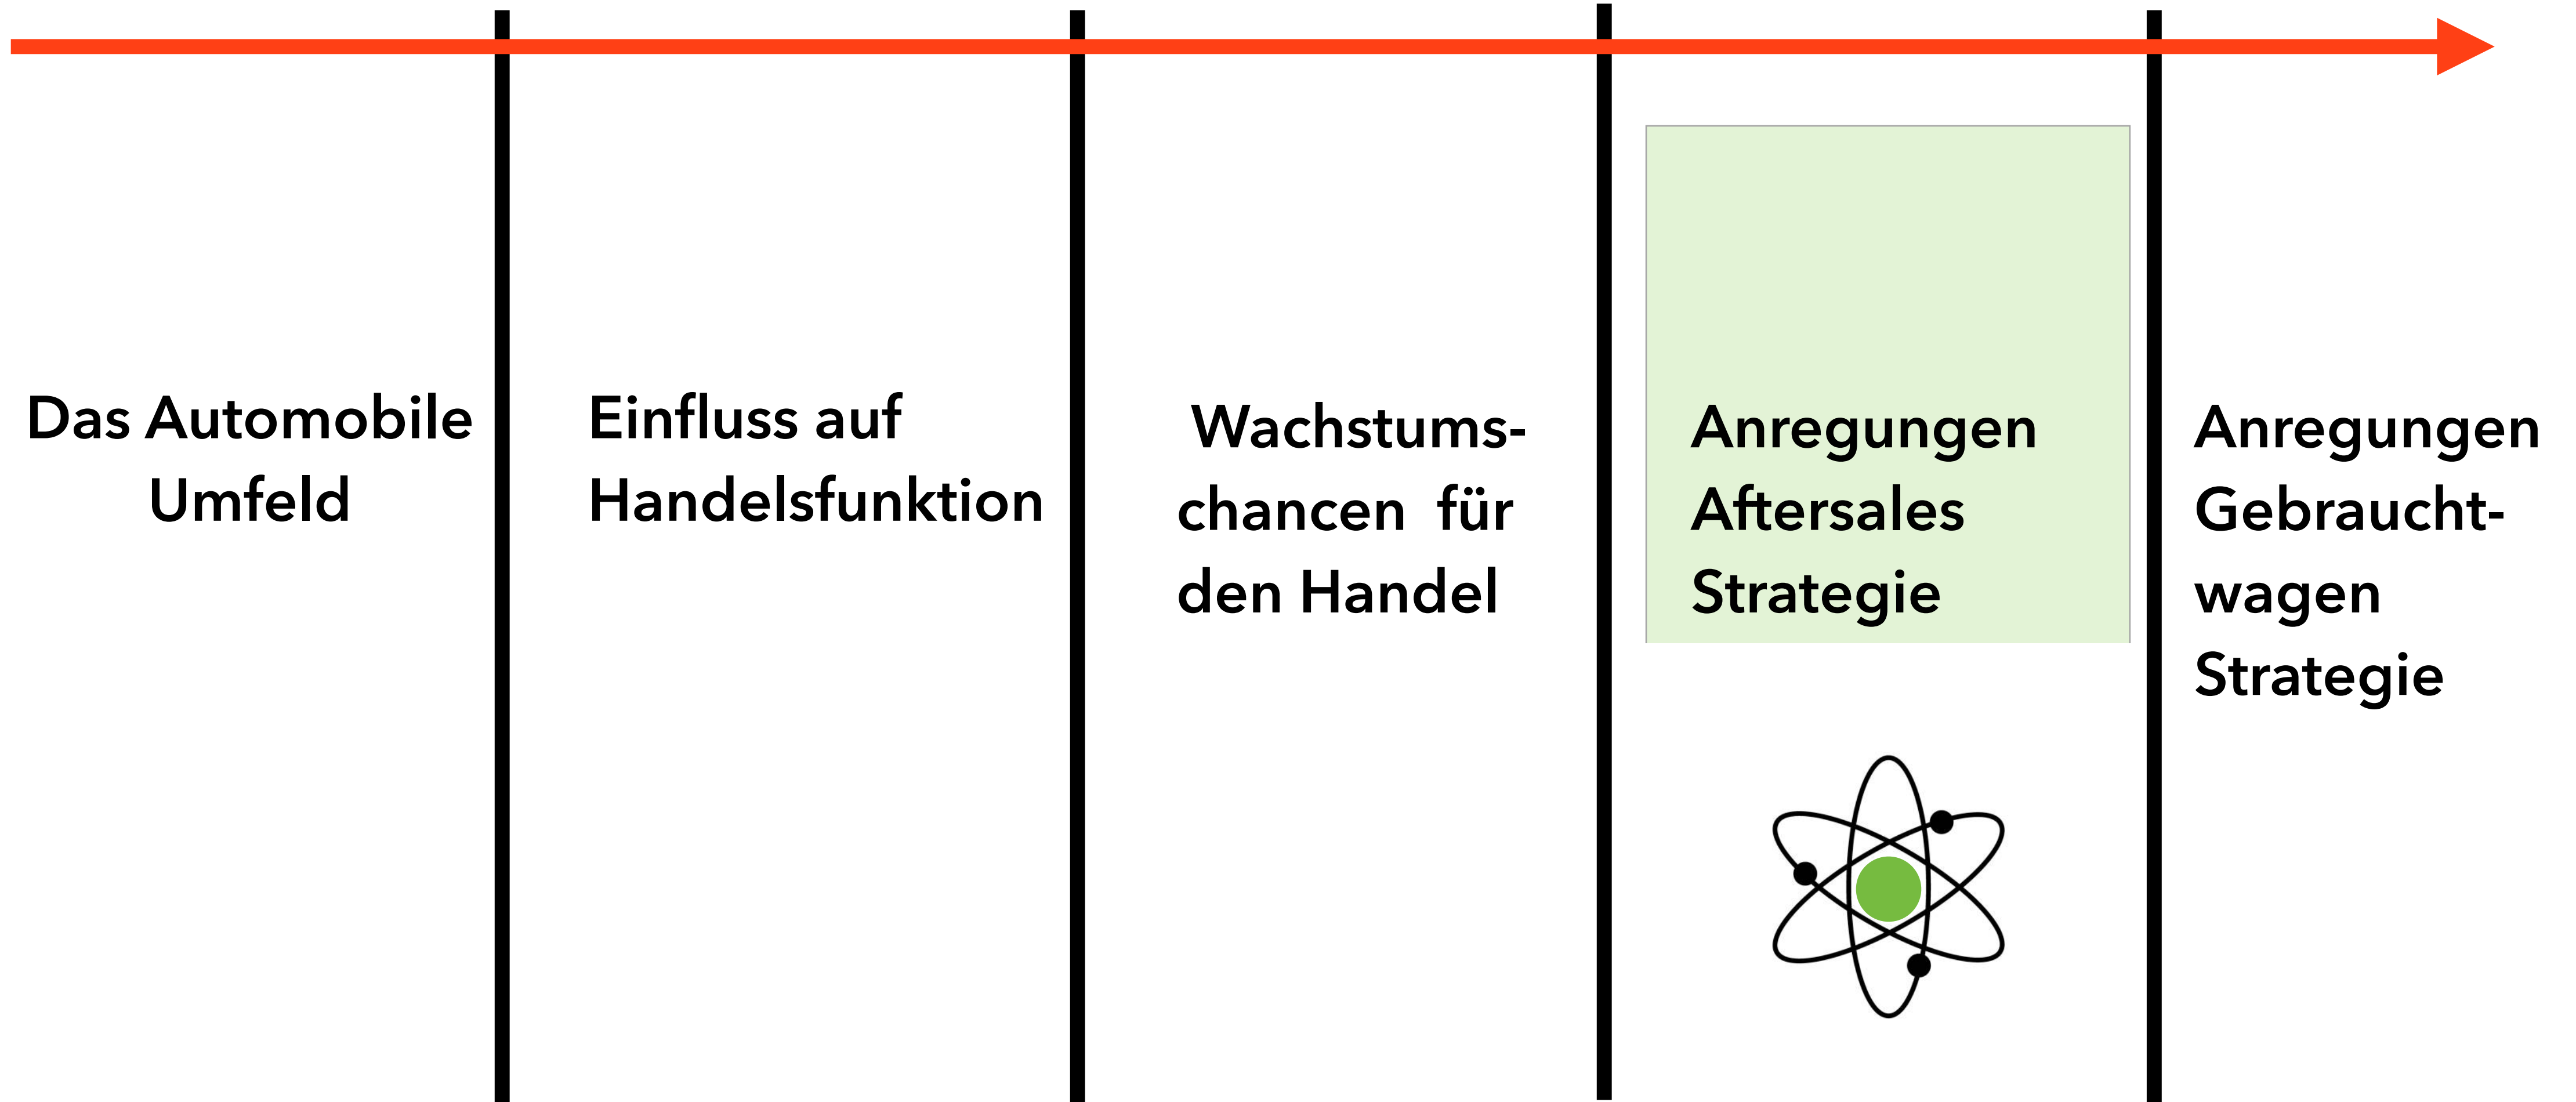 Das Automobile
Umfeld
Einfluss auf
Handelsfunktion
Wachstums-
chancen für
den Handel
Anregungen
Aftersales
Strategie
Anregungen
Gebraucht-
wagen
Strategie